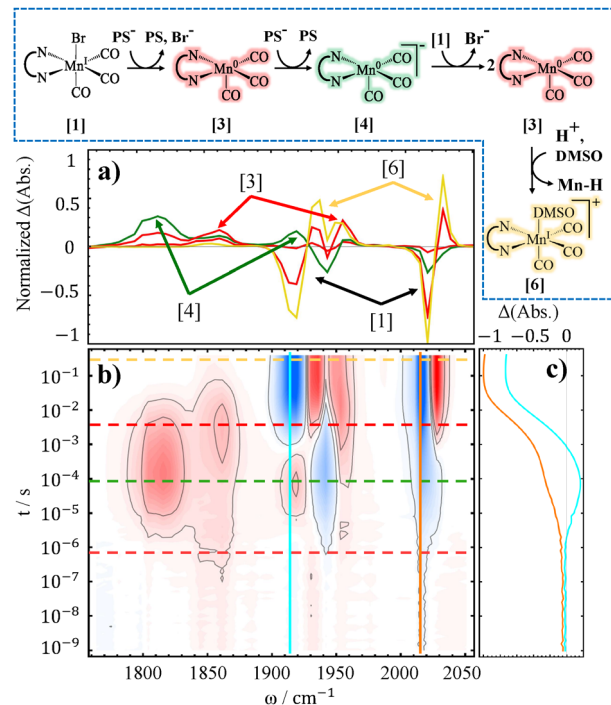 PS⁻ PS, Br⁻ PS⁻ PS [1] Br⁻
Br
N N Mn^I CO CO CO
N N Mn⁰ CO CO CO
N N Mn⁰ CO CO CO ⁻
2 N N Mn⁰ CO CO CO
[1] [3] [4] [3]
H⁺,
DMSO
Mn-H
DMSO +
N N Mn^I CO CO CO
[6]
a)
Normalized Δ(Abs.)
1
0.5
0
−0.5
−1
[3] [6]
[4] [1]
Δ(Abs.)
−1 −0.5 0
b) c)
t / s
10⁻¹
10⁻²
10⁻³
10⁻⁴
10⁻⁵
10⁻⁶
10⁻⁷
10⁻⁸
10⁻⁹
1800 1850 1900 1950 2000 2050
ω / cm⁻¹